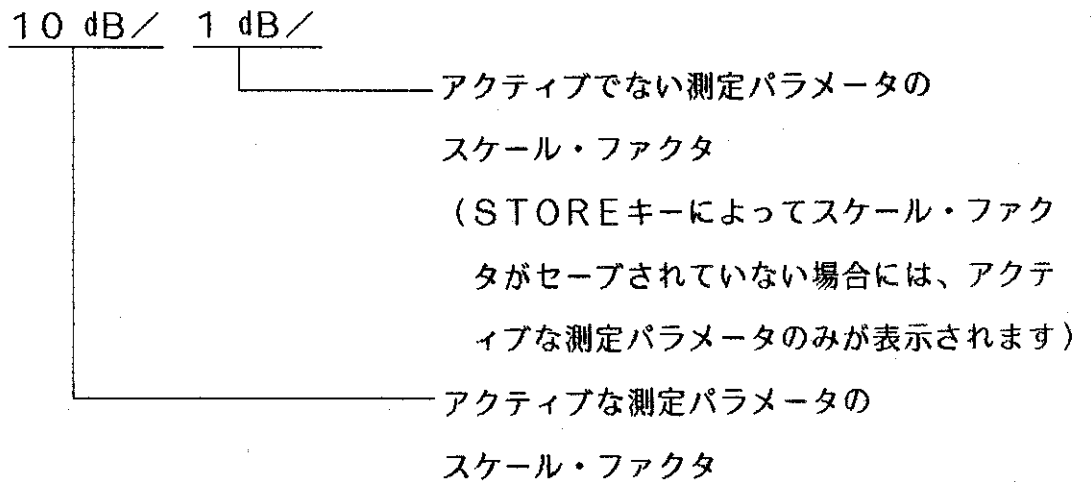 １０ dB／ １ dB／
アクティブでない測定パラメータの
スケール・ファクタ
（ＳＴＯＲＥキーによってスケール・ファク
タがセーブされていない場合には、アクテ
ィブな測定パラメータのみが表示されます）
アクティブな測定パラメータの
スケール・ファクタ